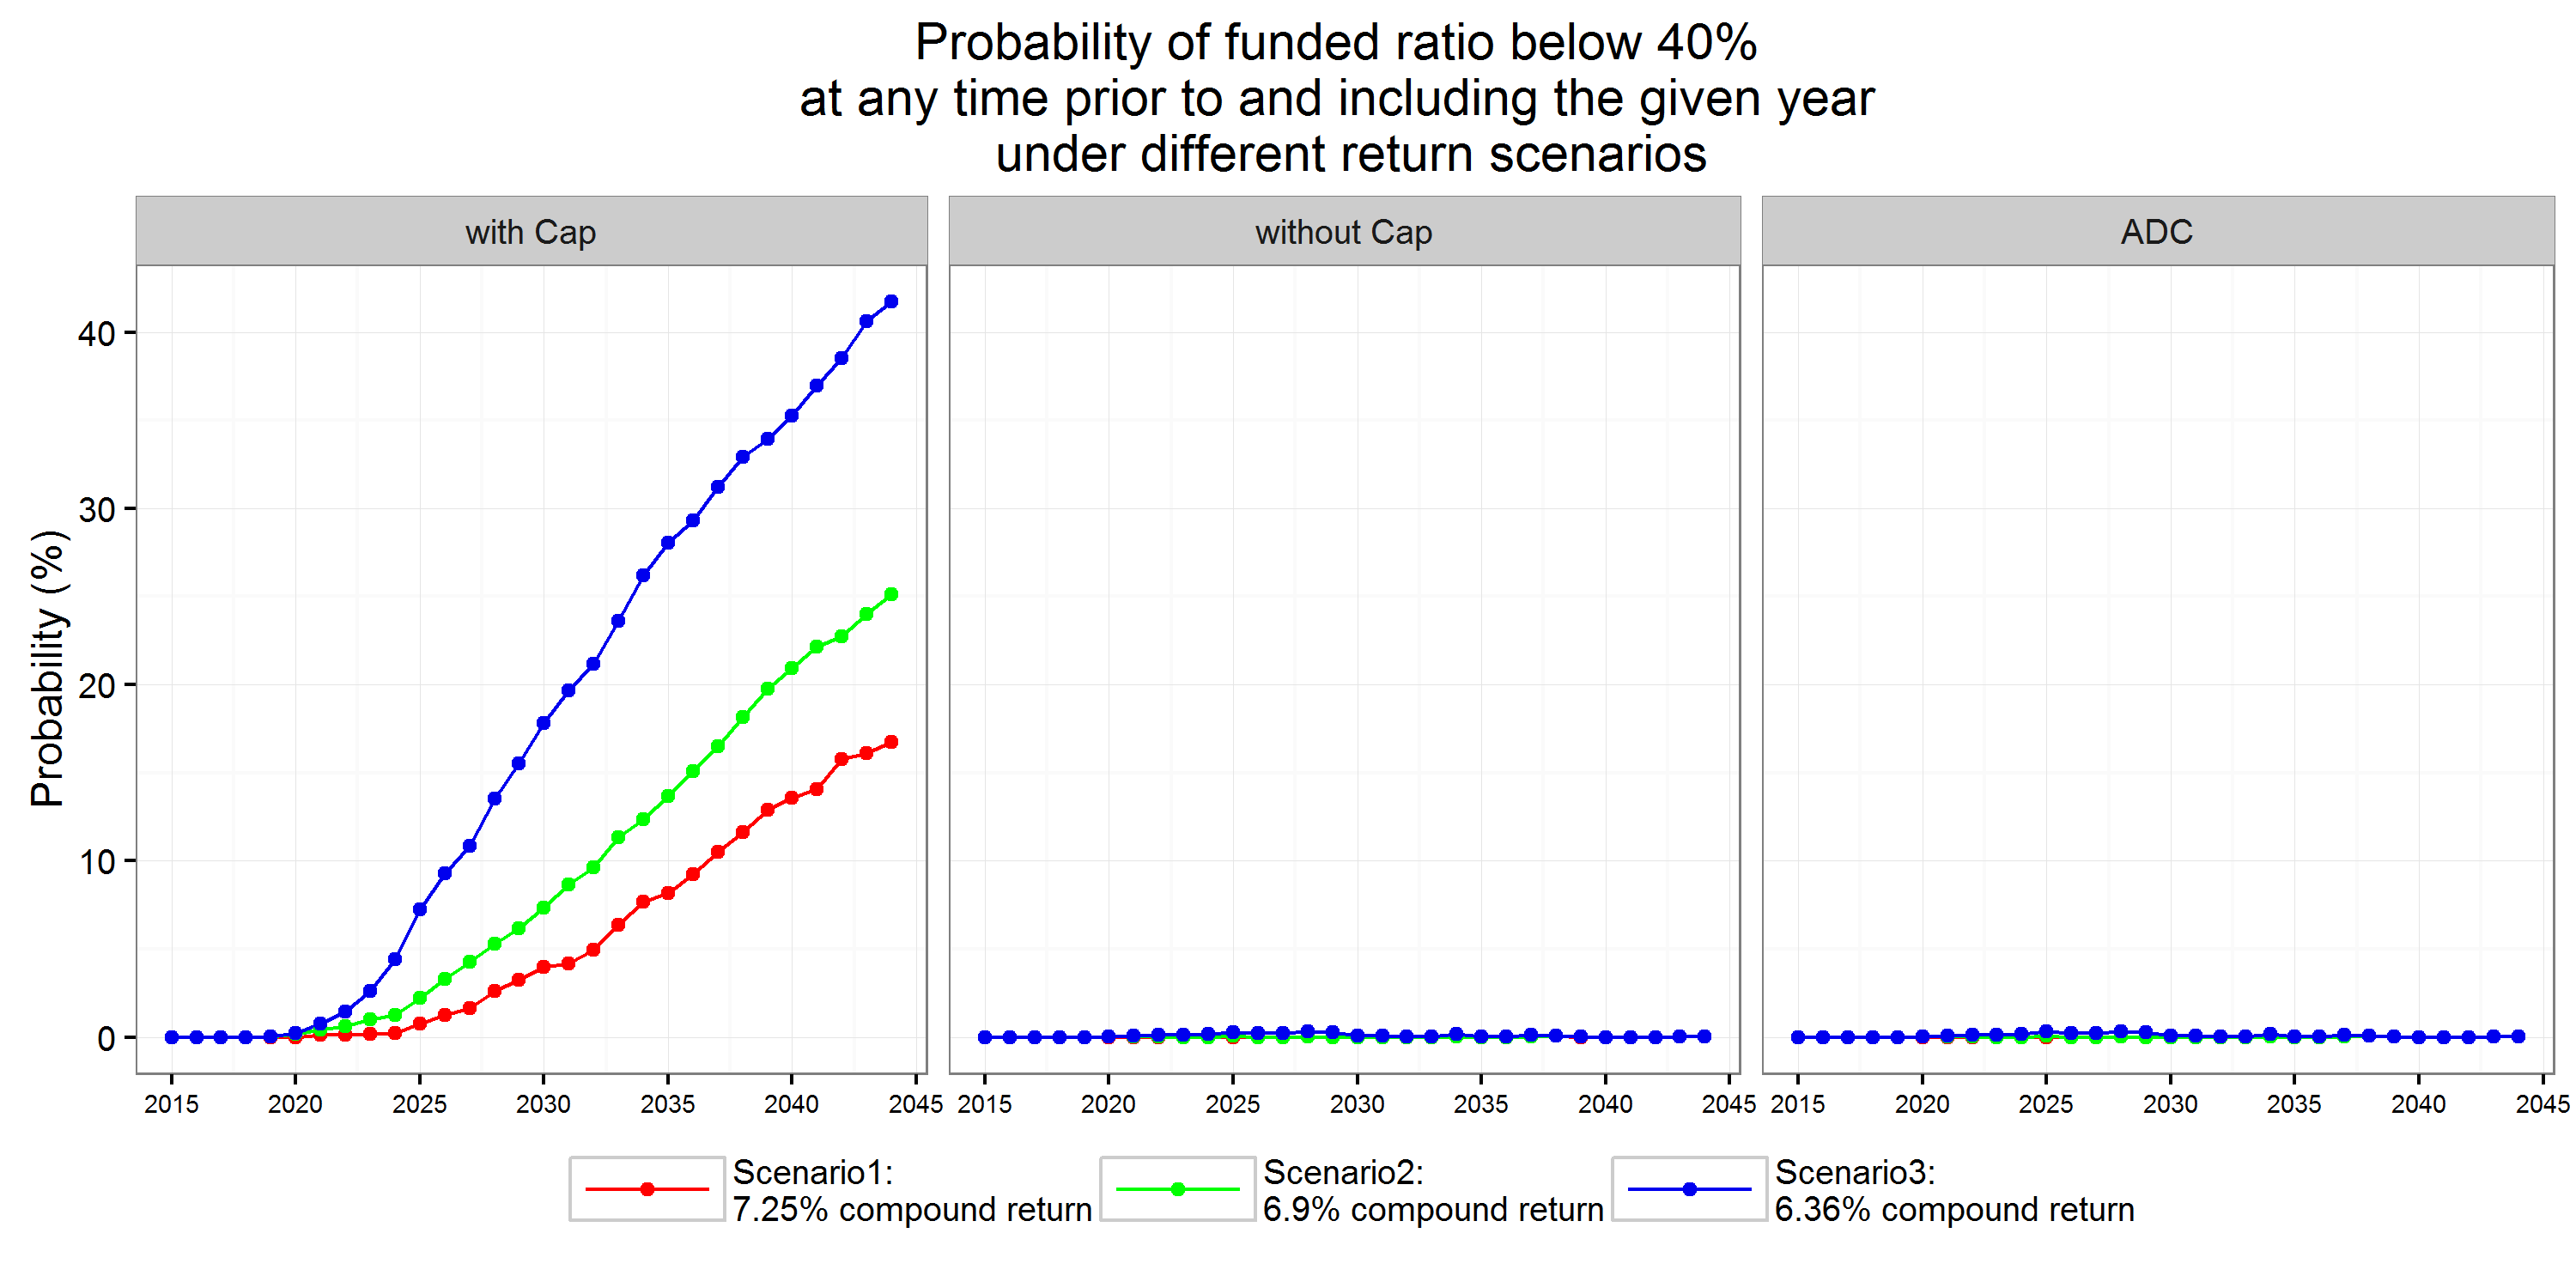 Probability of funded ratio below 40%
at any time prior to and including the given year
under different return scenarios
with Cap
without Cap
ADC
Probability (%)
40
30
20
10
0
2015 2020 2025 2030 2035 2040 2045
2015 2020 2025 2030 2035 2040 2045
2015 2020 2025 2030 2035 2040 2045
Scenario1:
7.25% compound return
Scenario2:
6.9% compound return
Scenario3:
6.36% compound return